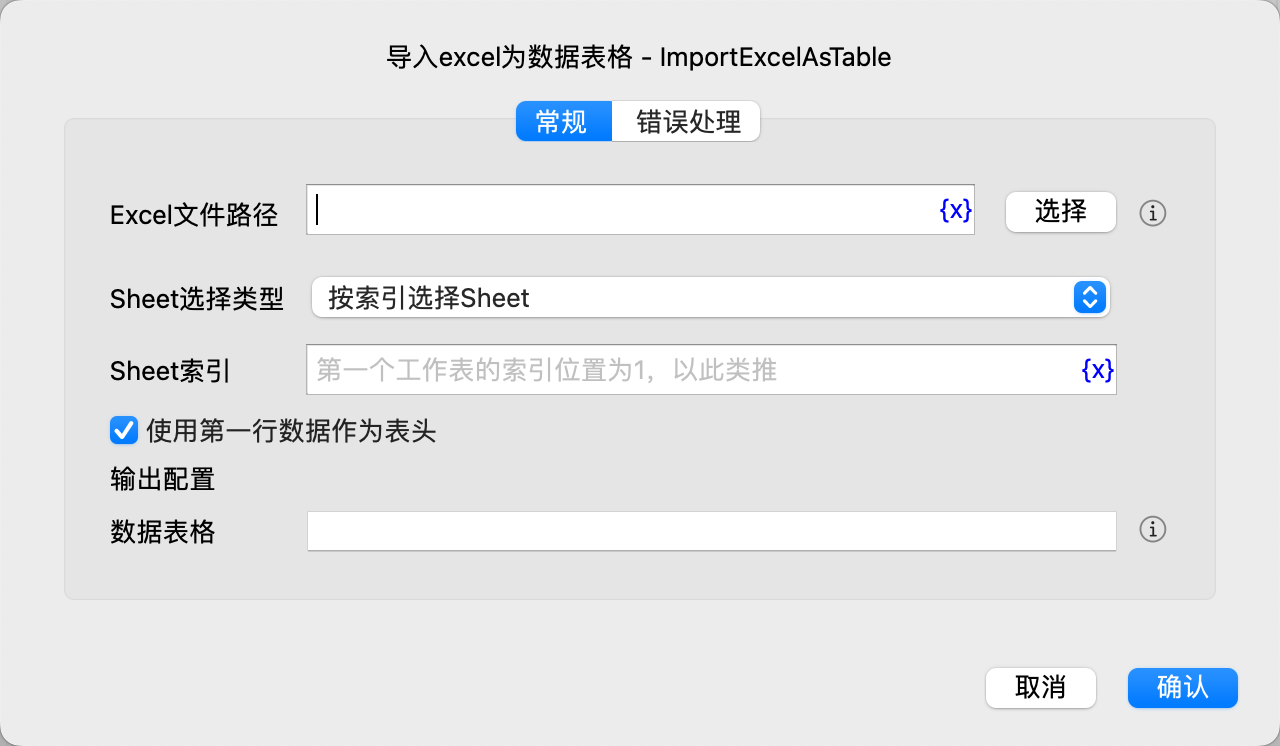 导入excel为数据表格 - ImportExcelAsTable
常规 错误处理
Excel文件路径 {x} 选择
Sheet选择类型 按索引选择Sheet
Sheet索引 第一个工作表的索引位置为1，以此类推 {x}
使用第一行数据作为表头
输出配置
数据表格
取消 确认